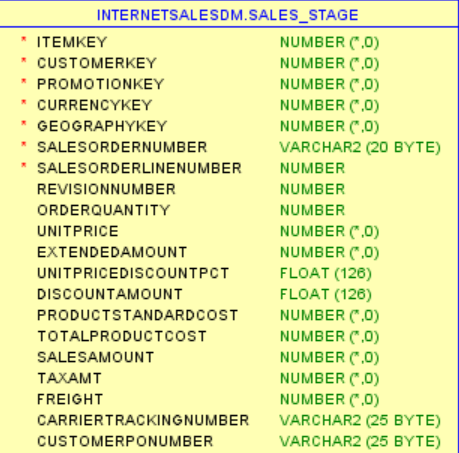 INTERNETSALESDM.SALES_STAGE
* ITEMKEY NUMBER (*,0)
* CUSTOMERKEY NUMBER (*,0)
* PROMOTIONKEY NUMBER (*,0)
* CURRENCYKEY NUMBER (*,0)
* GEOGRAPHYKEY NUMBER (*,0)
* SALESORDERNUMBER VARCHAR2 (20 BYTE)
* SALESORDERLINENUMBER NUMBER
REVISIONNUMBER NUMBER
ORDERQUANTITY NUMBER
UNITPRICE NUMBER (*,0)
EXTENDEDAMOUNT NUMBER (*,0)
UNITPRICEDISCOUNTPCT FLOAT (126)
DISCOUNTAMOUNT FLOAT (126)
PRODUCTSTANDARDCOST NUMBER (*,0)
TOTALPRODUCTCOST NUMBER (*,0)
SALESAMOUNT NUMBER (*,0)
TAXAMT NUMBER (*,0)
FREIGHT NUMBER (*,0)
CARRIERTRACKINGNUMBER VARCHAR2 (25 BYTE)
CUSTOMERPONUMBER VARCHAR2 (25 BYTE)